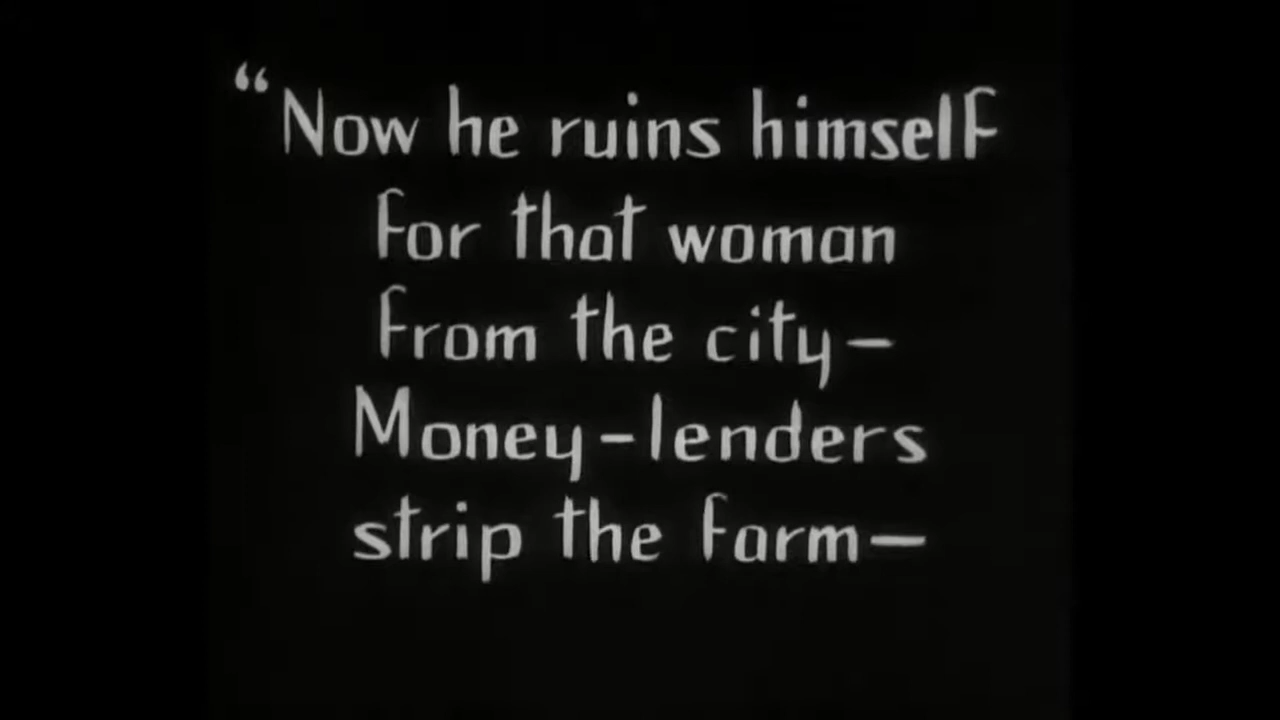 “Now he ruins himself
for that woman
from the city—
Money-lenders
strip the farm—